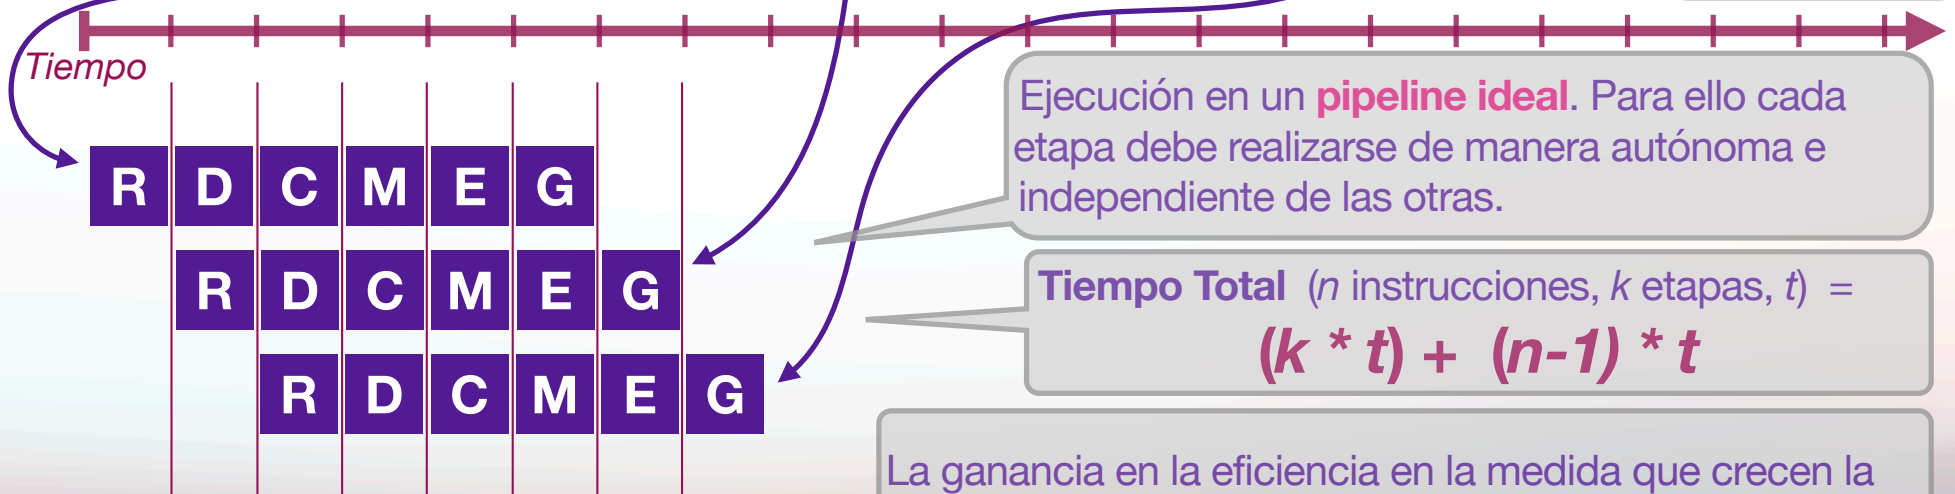 Tiempo
R D C M E G
R D C M E G
R D C M E G
Ejecución en un pipeline ideal. Para ello cada
etapa debe realizarse de manera autónoma e
independiente de las otras.
Tiempo Total (n instrucciones, k etapas, t) =
(k * t) + (n-1) * t
La ganancia en la eficiencia en la medida que crecen la